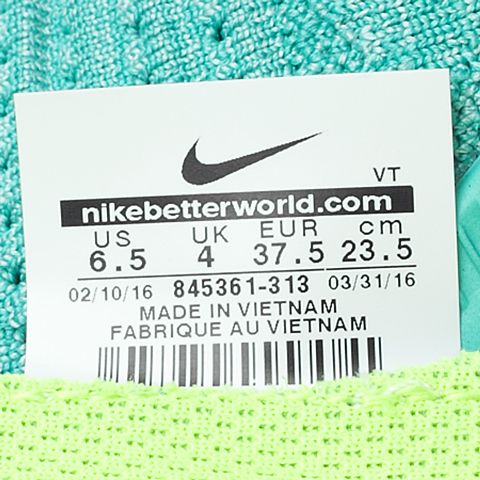 VT
nikebetterworld.com
US UK EUR cm
6.5 4 37.5 23.5
02/10/16 845361-313 03/31/16
MADE IN VIETNAM
FABRIQUE AU VIETNAM